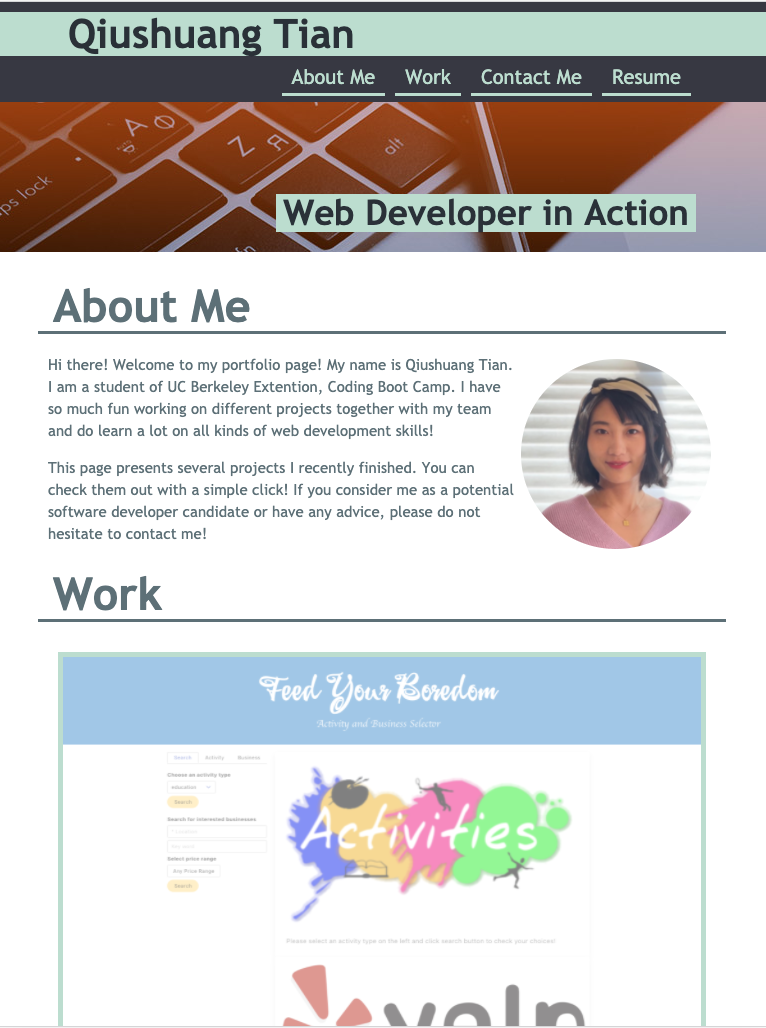 Qiushuang Tian
About Me Work Contact Me Resume
A
Z Я
alt
ps lock
fn
Web Developer in Action
About Me
Hi there! Welcome to my portfolio page! My name is Qiushuang Tian.
I am a student of UC Berkeley Extention, Coding Boot Camp. I have
so much fun working on different projects together with my team
and do learn a lot on all kinds of web development skills!
This page presents several projects I recently finished. You can
check them out with a simple click! If you consider me as a potential
software developer candidate or have any advice, please do not
hesitate to contact me!
Work
Feed Your Boredom
Activity and Business Selector
Search Activity Business
Choose an activity type
education
Search
Search for interested businesses
Select price range
Any Price Range
Search
Activities
Please select an activity type on the left and click search button to check your choices!
yelp